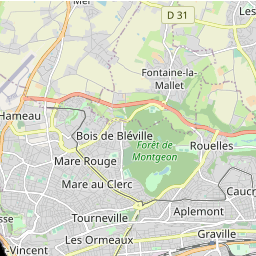 Mer
D 31
Les
Fontaine-la-
Mallet
Hameau
Bois de Bléville
Forêt de
Montgeon
Rouelles
Mare Rouge
Mare au Clerc
Caucr
Aplemont
Tourneville
sse
Graville
Les Ormeaux
-Vincent